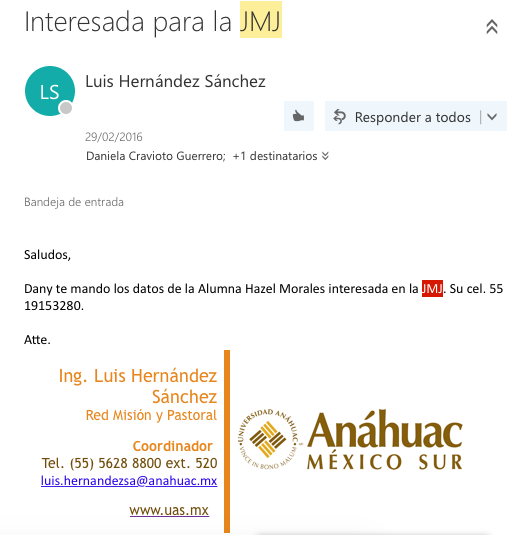 Interesada para la JMJ
LS
Luis Hernández Sánchez
Responder a todos
29/02/2016
Daniela Cravioto Guerrero; +1 destinatarios
Bandeja de entrada
Saludos,
Dany te mando los datos de la Alumna Hazel Morales interesada en la JMJ. Su cel. 55
19153280.
Atte.
Ing. Luis Hernández
Sánchez
Red Misión y Pastoral
Coordinador
Tel. (55) 5628 8800 ext. 520
luis.hernandezsa@anahuac.mx
www.uas.mx
UNIVERSIDAD ANÁHUAC
VINCE IN BONO MALUM
Anáhuac
MÉXICO SUR